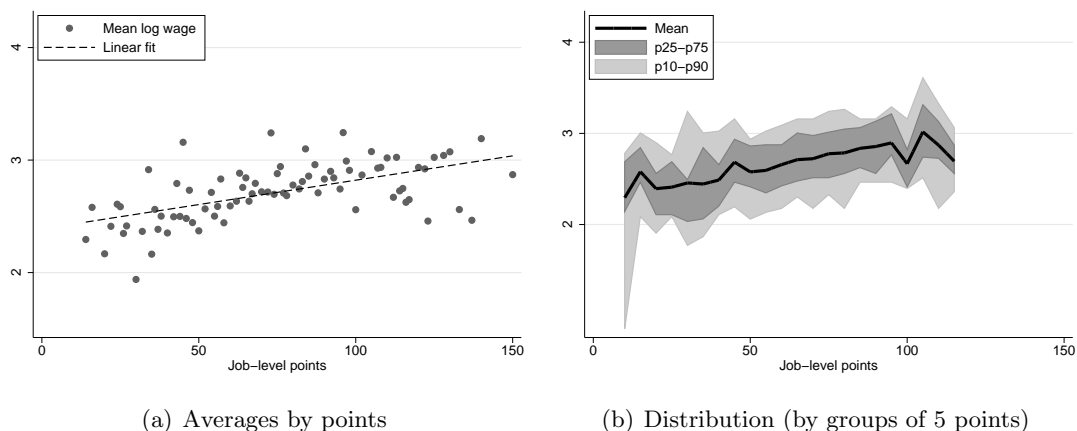 4
3
2
0
50
100
150
Job-level points
Mean log wage
Linear fit
(a) Averages by points
4
3
2
0
50
100
150
Job-level points
Mean
p25-p75
p10-p90
(b) Distribution (by groups of 5 points)